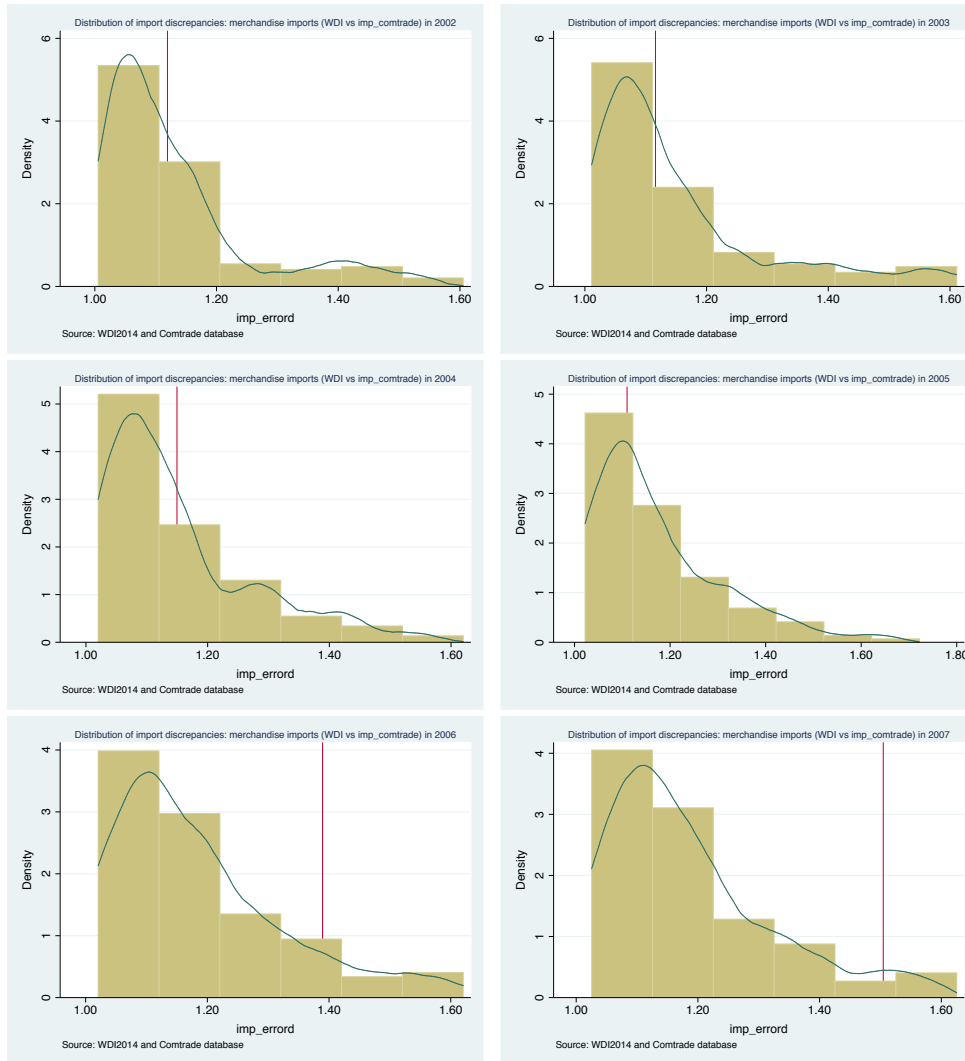 Distribution of import discrepancies: merchandise imports (WDI vs imp_comtrade) in 2002
6
4
2
0
Density
1.00 1.20 1.40 1.60
imp_errord
Source: WDI2014 and Comtrade database
Distribution of import discrepancies: merchandise imports (WDI vs imp_comtrade) in 2003
6
4
2
0
Density
1.00 1.20 1.40 1.60
imp_errord
Source: WDI2014 and Comtrade database
Distribution of import discrepancies: merchandise imports (WDI vs imp_comtrade) in 2004
5
4
3
2
1
0
Density
1.00 1.20 1.40 1.60
imp_errord
Source: WDI2014 and Comtrade database
Distribution of import discrepancies: merchandise imports (WDI vs imp_comtrade) in 2005
5
4
3
2
1
0
Density
1.00 1.20 1.40 1.60 1.80
imp_errord
Source: WDI2014 and Comtrade database
Distribution of import discrepancies: merchandise imports (WDI vs imp_comtrade) in 2006
4
3
2
1
0
Density
1.00 1.20 1.40 1.60
imp_errord
Source: WDI2014 and Comtrade database
Distribution of import discrepancies: merchandise imports (WDI vs imp_comtrade) in 2007
4
3
2
1
0
Density
1.00 1.20 1.40 1.60
imp_errord
Source: WDI2014 and Comtrade database